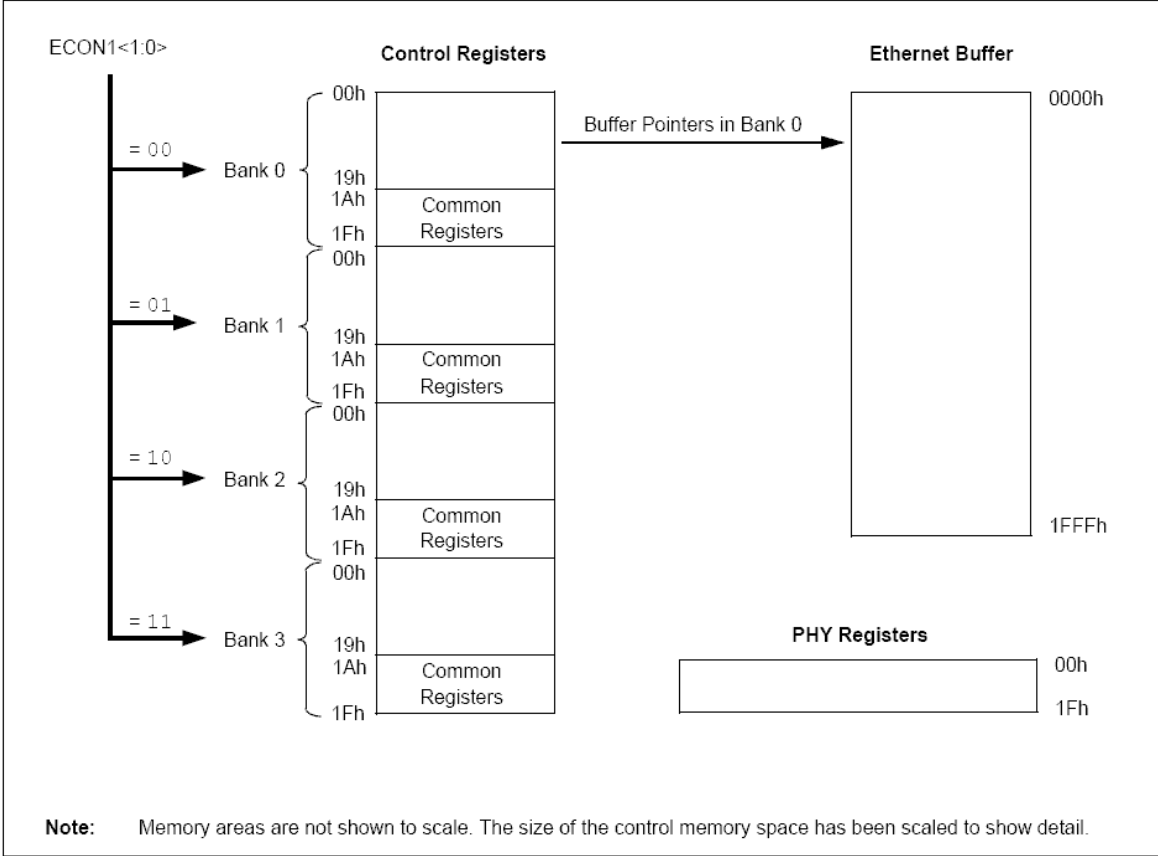 ECON1<1:0>
Control Registers
Ethernet Buffer
00h
0000h
Buffer Pointers in Bank 0
= 00
Bank 0
19h
1Ah
Common
Registers
1Fh
00h
= 01
Bank 1
19h
1Ah
Common
Registers
1Fh
00h
= 10
Bank 2
19h
1Ah
Common
Registers
1Fh
1FFFh
00h
= 11
Bank 3
19h
1Ah
Common
Registers
1Fh
PHY Registers
00h
1Fh
Note: Memory areas are not shown to scale. The size of the control memory space has been scaled to show detail.